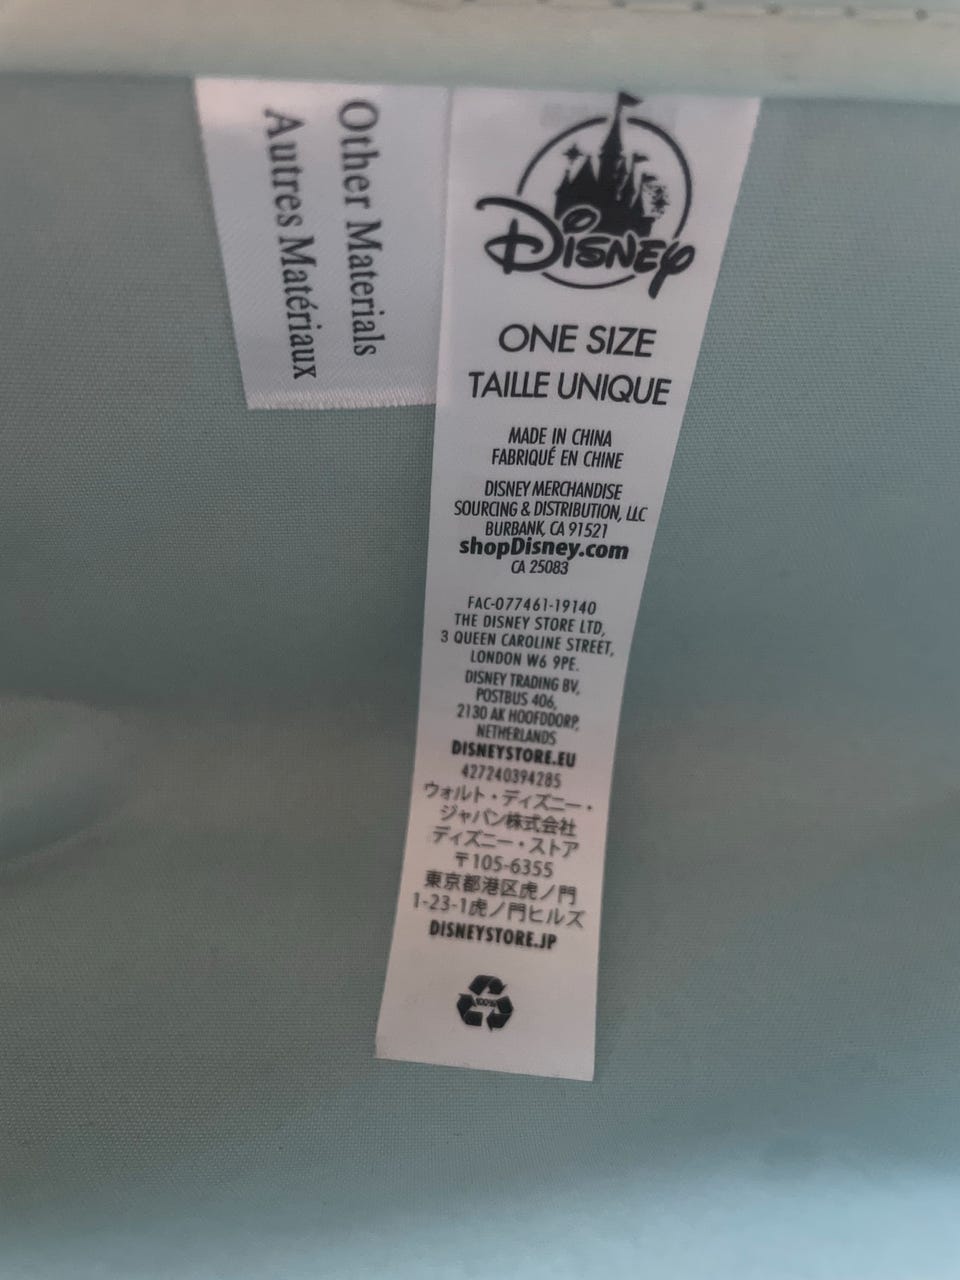 Other Materials
Autres Matériaux
Disney
ONE SIZE
TAILLE UNIQUE
MADE IN CHINA
FABRIQUÉ EN CHINE
DISNEY MERCHANDISE
SOURCING & DISTRIBUTION, LLC
BURBANK, CA 91521
shopDisney.com
CA 25083
FAC-077461-19140
THE DISNEY STORE LTD,
3 QUEEN CAROLINE STREET,
LONDON W6 9PE.
DISNEY TRADING BV,
POSTBUS 406,
2130 AK HOOFDDORP,
NETHERLANDS
DISNEYSTORE.EU
427240394285
ウォルト・ディズニー・
ジャパン株式会社
ディズニー・ストア
〒105-6355
東京都港区虎ノ門
1-23-1虎ノ門ヒルズ
DISNEYSTORE.JP
100%